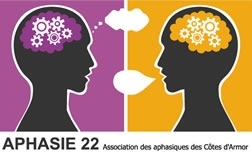 APHASIE 22 Association des aphasiques des Côtes d'Armor